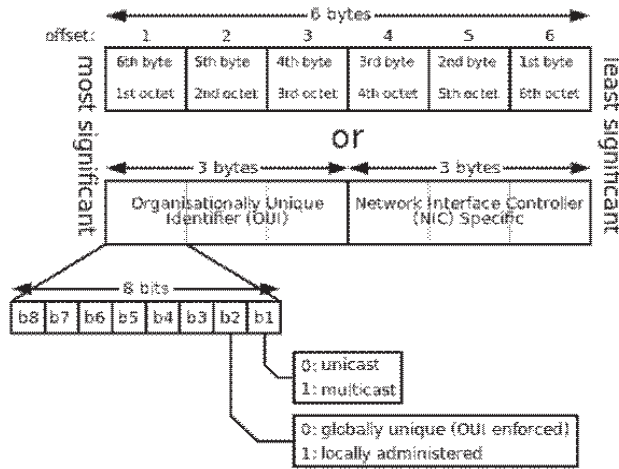 6 bytes
offset: 1 2 3 4 5 6
most significant
6th byte 5th byte 4th byte 3rd byte 2nd byte 1st byte
1st octet 2nd octet 3rd octet 4th octet 5th octet 6th octet
least significant
or
3 bytes 3 bytes
Organisationally Unique Identifier (OUI)
Network Interface Controller (NIC) Specific
8 bits
b8 b7 b6 b5 b4 b3 b2 b1
0: unicast
1: multicast
0: globally unique (OUI enforced)
1: locally administered